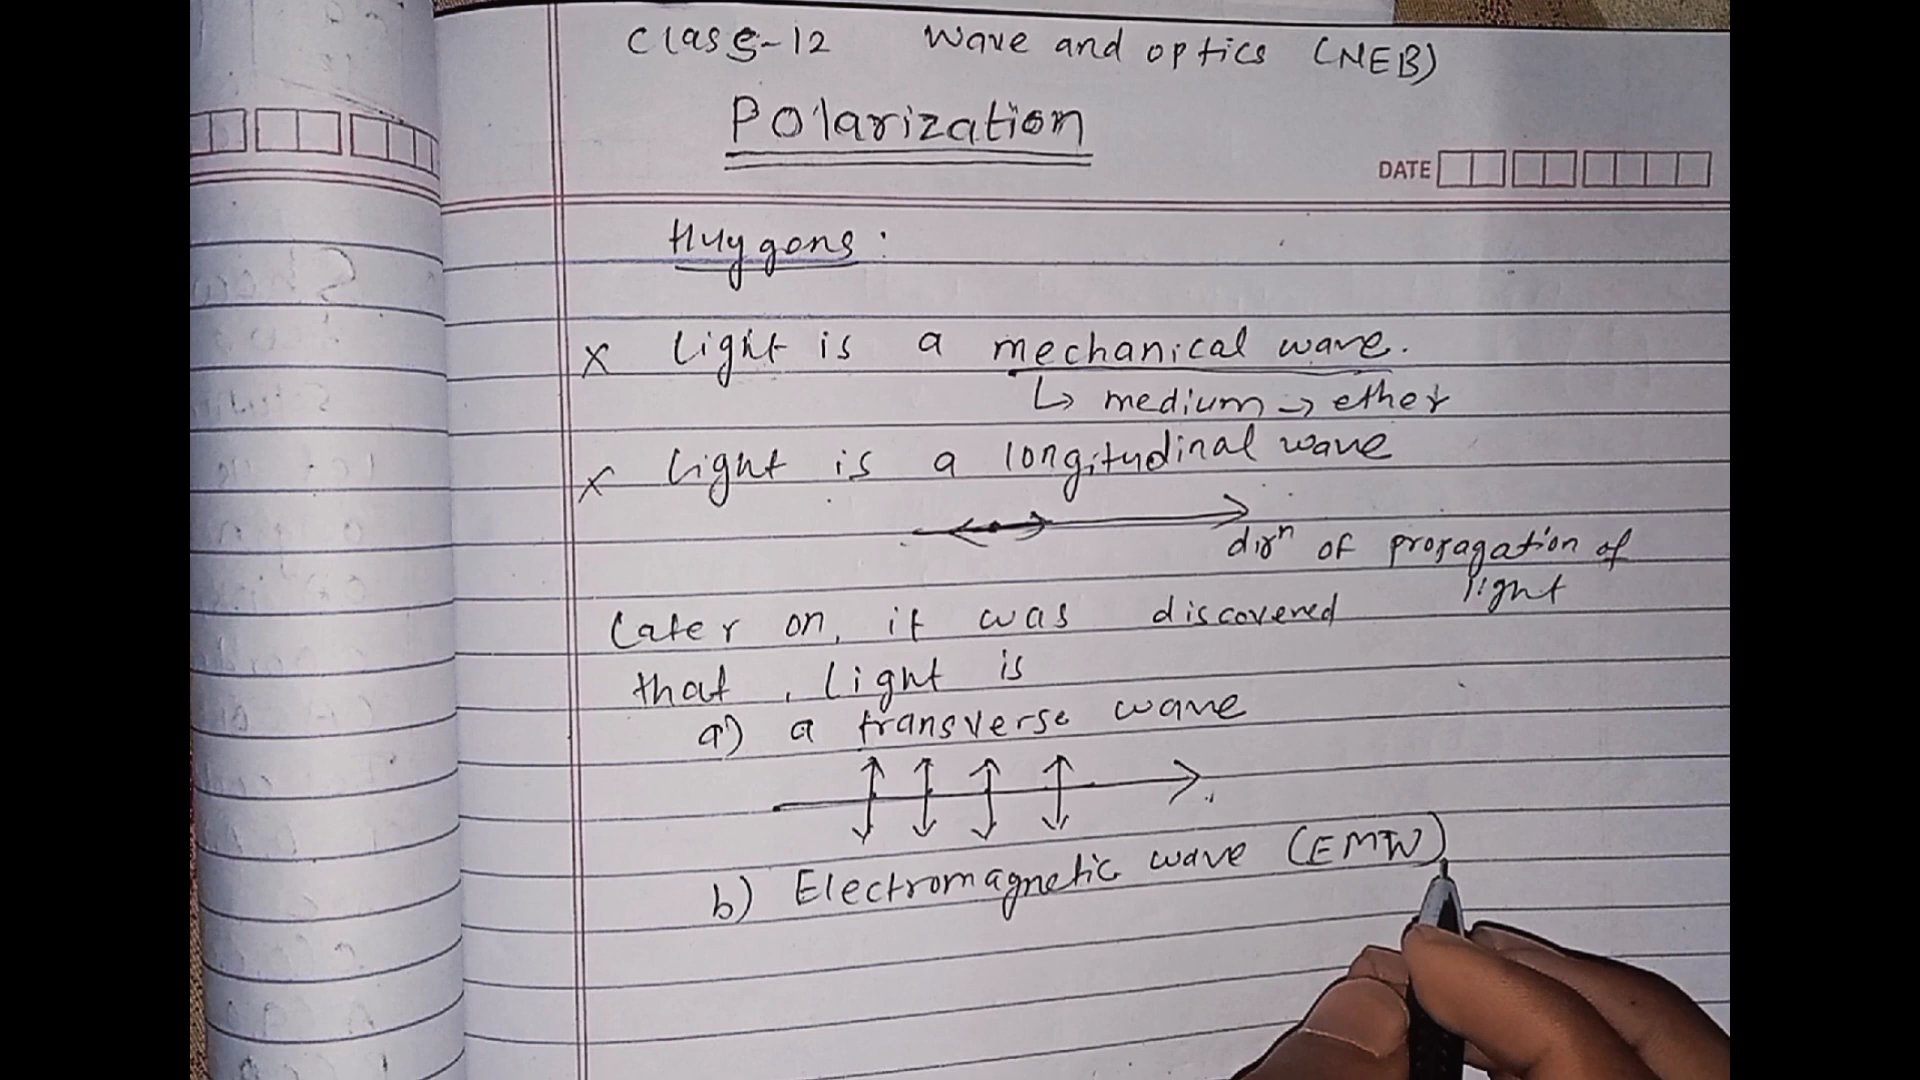 Class-12 Wave and optics (NEB)
Polarization
DATE
Huygons:
x Light is a mechanical wave.
↳ medium → ether
x Light is a longitudinal wave
dirⁿ of propagation of
light
Later on, it was discovered
that, light is
a) a transverse wave
b) Electromagnetic wave (EMW)